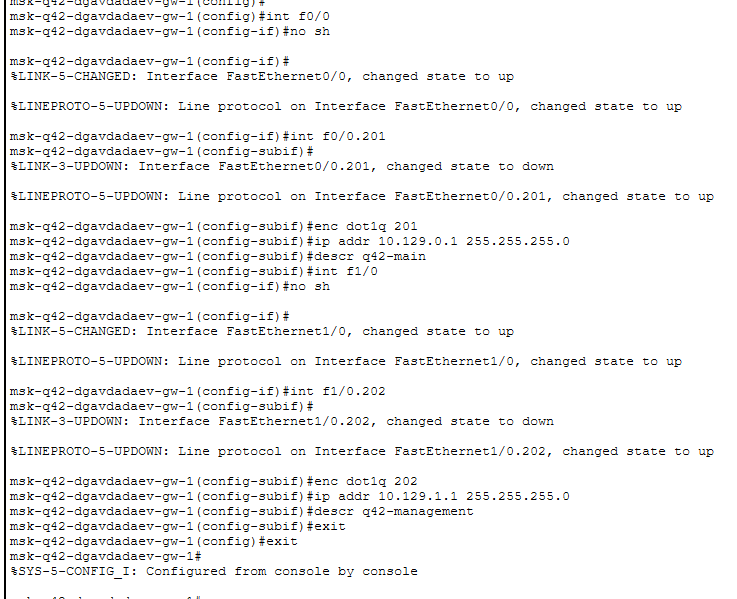 msk-q42-dgavdadaev-gw-1(config)#
msk-q42-dgavdadaev-gw-1(config)#int f0/0
msk-q42-dgavdadaev-gw-1(config-if)#no sh
msk-q42-dgavdadaev-gw-1(config-if)#
%LINK-5-CHANGED: Interface FastEthernet0/0, changed state to up
%LINEPROTO-5-UPDOWN: Line protocol on Interface FastEthernet0/0, changed state to up
msk-q42-dgavdadaev-gw-1(config-if)#int f0/0.201
msk-q42-dgavdadaev-gw-1(config-subif)#
%LINK-3-UPDOWN: Interface FastEthernet0/0.201, changed state to down
%LINEPROTO-5-UPDOWN: Line protocol on Interface FastEthernet0/0.201, changed state to up
msk-q42-dgavdadaev-gw-1(config-subif)#enc dot1q 201
msk-q42-dgavdadaev-gw-1(config-subif)#ip addr 10.129.0.1 255.255.255.0
msk-q42-dgavdadaev-gw-1(config-subif)#descr q42-main
msk-q42-dgavdadaev-gw-1(config-subif)#int f1/0
msk-q42-dgavdadaev-gw-1(config-if)#no sh
msk-q42-dgavdadaev-gw-1(config-if)#
%LINK-5-CHANGED: Interface FastEthernet1/0, changed state to up
%LINEPROTO-5-UPDOWN: Line protocol on Interface FastEthernet1/0, changed state to up
msk-q42-dgavdadaev-gw-1(config-if)#int f1/0.202
msk-q42-dgavdadaev-gw-1(config-subif)#
%LINK-3-UPDOWN: Interface FastEthernet1/0.202, changed state to down
%LINEPROTO-5-UPDOWN: Line protocol on Interface FastEthernet1/0.202, changed state to up
msk-q42-dgavdadaev-gw-1(config-subif)#enc dot1q 202
msk-q42-dgavdadaev-gw-1(config-subif)#ip addr 10.129.1.1 255.255.255.0
msk-q42-dgavdadaev-gw-1(config-subif)#descr q42-management
msk-q42-dgavdadaev-gw-1(config-subif)#exit
msk-q42-dgavdadaev-gw-1(config)#exit
msk-q42-dgavdadaev-gw-1#
%SYS-5-CONFIG_I: Configured from console by console